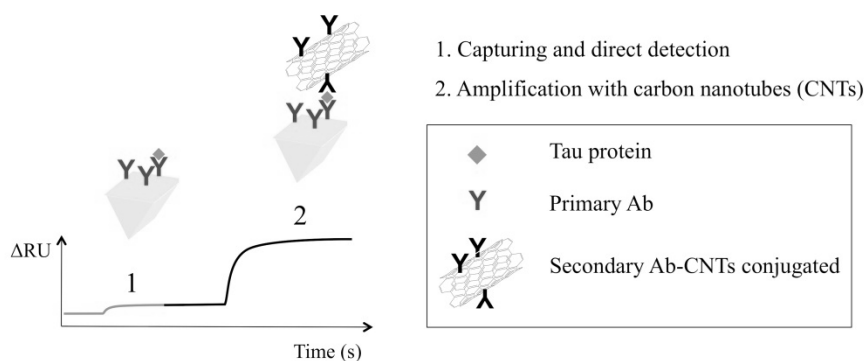 1. Capturing and direct detection
2. Amplification with carbon nanotubes (CNTs)
Tau protein
Primary Ab
Secondary Ab-CNTs conjugated
2
1
ΔRU
Time (s)